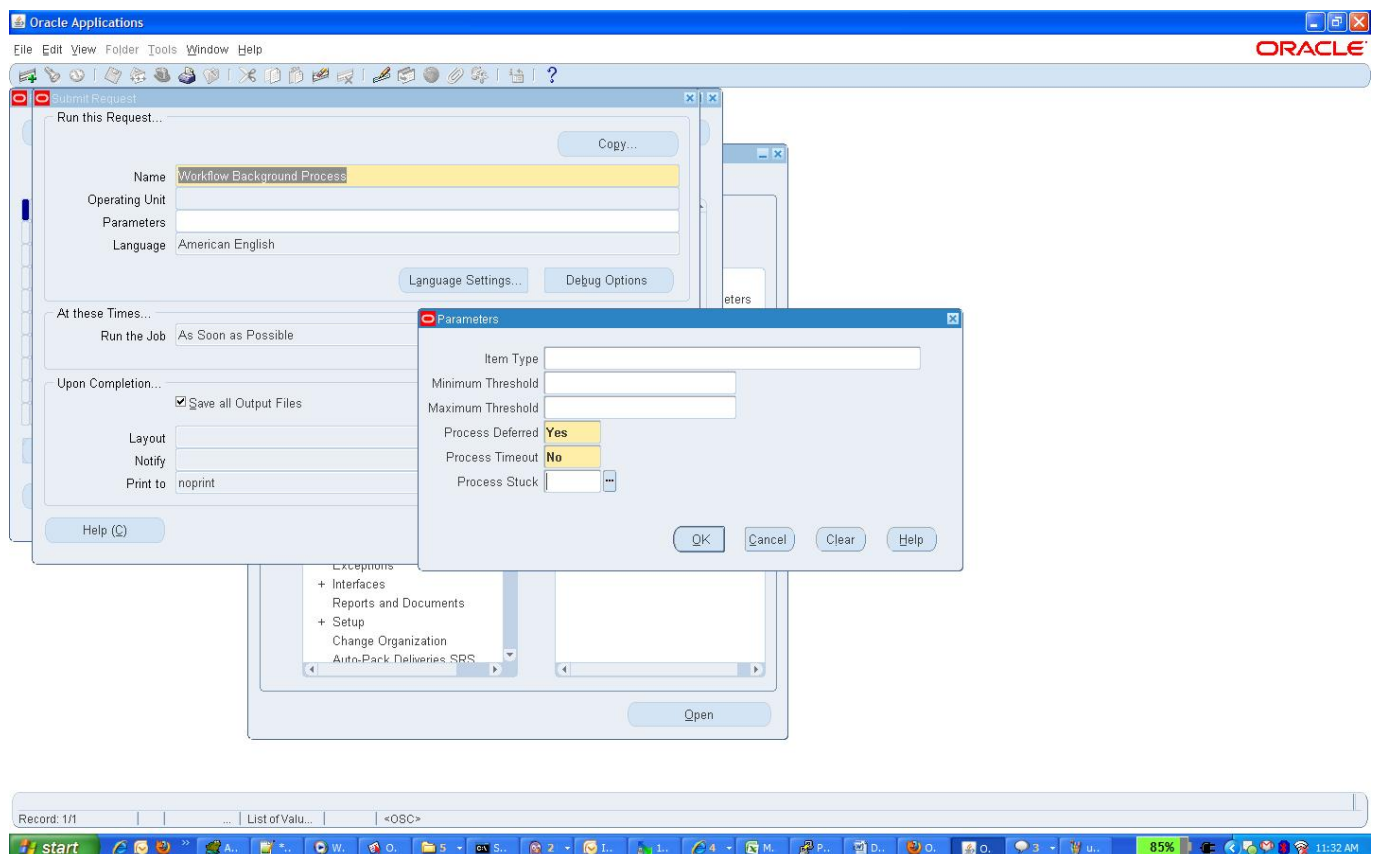 Oracle Applications
File Edit View Folder Tools Window Help
ORACLE
Submit Request
Run this Request...
Copy...
Name Workflow Background Process
Operating Unit
Parameters
Language American English
Language Settings... Debug Options
eters
At these Times...
Run the Job As Soon as Possible
Upon Completion...
Save all Output Files
Layout
Notify
Print to noprint
Help (C)
Parameters
Item Type
Minimum Threshold
Maximum Threshold
Process Deferred Yes
Process Timeout No
Process Stuck
OK Cancel Clear Help
Exceptions
+ Interfaces
Reports and Documents
+ Setup
Change Organization
Auto-Pack Deliveries SRS
Open
Record: 1/1 ... List of Valu... <OSC>
start A.. *.. W. O. 5 S.. 2 I.. 1.. 4 M. P.. D.. O. O. 3 u.. 85% 11:32 AM